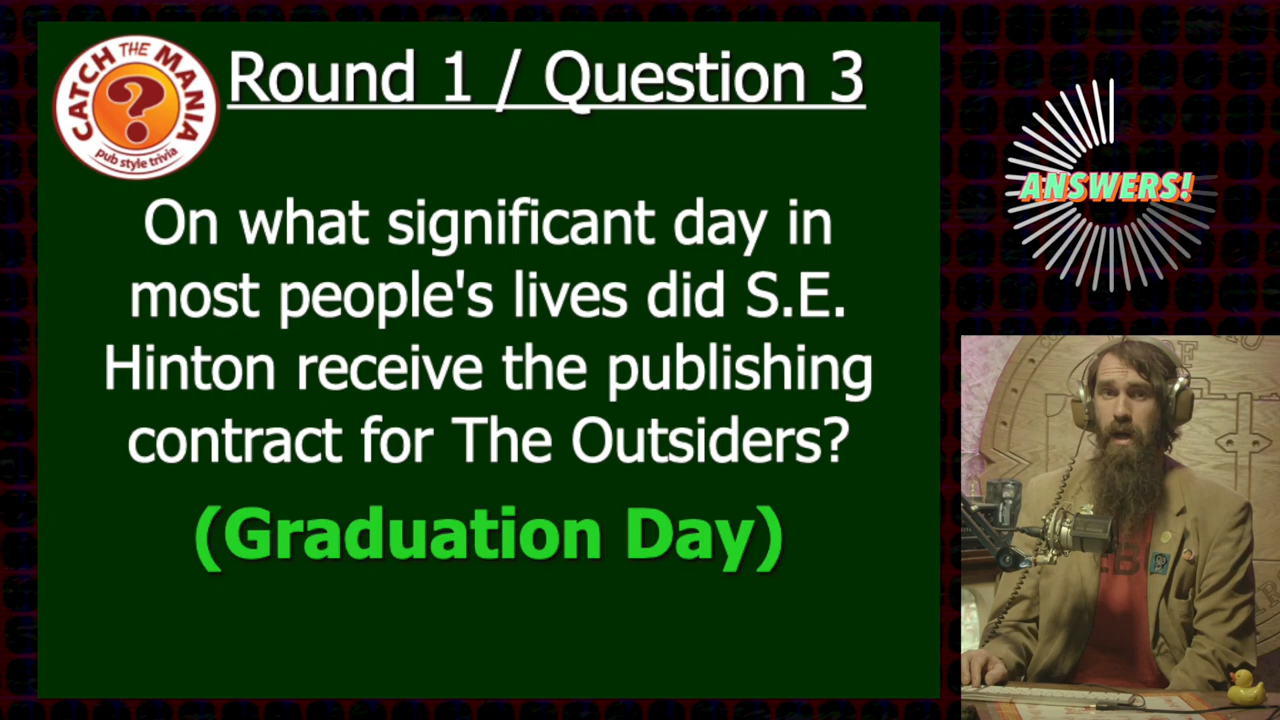 CATCH THE MANIA
?
pub style trivia
Round 1 / Question 3
On what significant day in
most people's lives did S.E.
Hinton receive the publishing
contract for The Outsiders?
(Graduation Day)
ANSWERS!